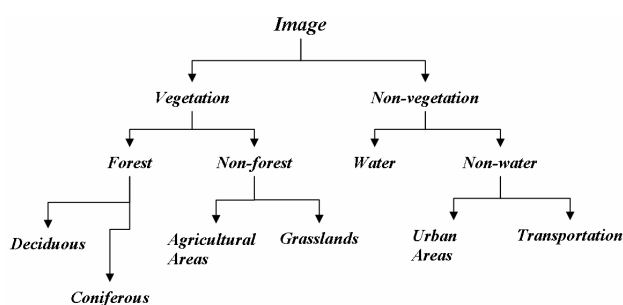 Image
Vegetation
Non-vegetation
Forest
Non-forest
Water
Non-water
Deciduous
Agricultural
Areas
Grasslands
Urban
Areas
Transportation
Coniferous